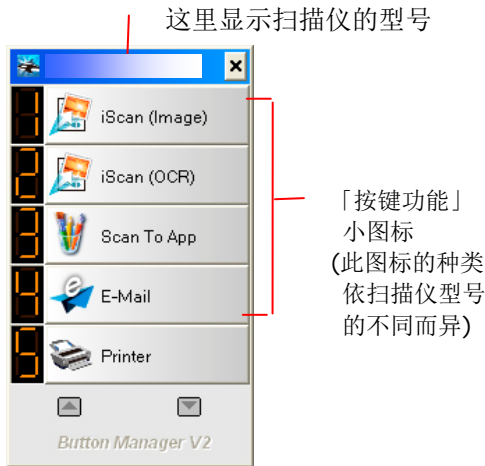 这里显示扫描仪的型号
1 iScan (Image)
2 iScan (OCR)
3 Scan To App
4 E-Mail
5 Printer
Button Manager V2
「按键功能」
小图标
(此图标的种类
依扫描仪型号
的不同而异)